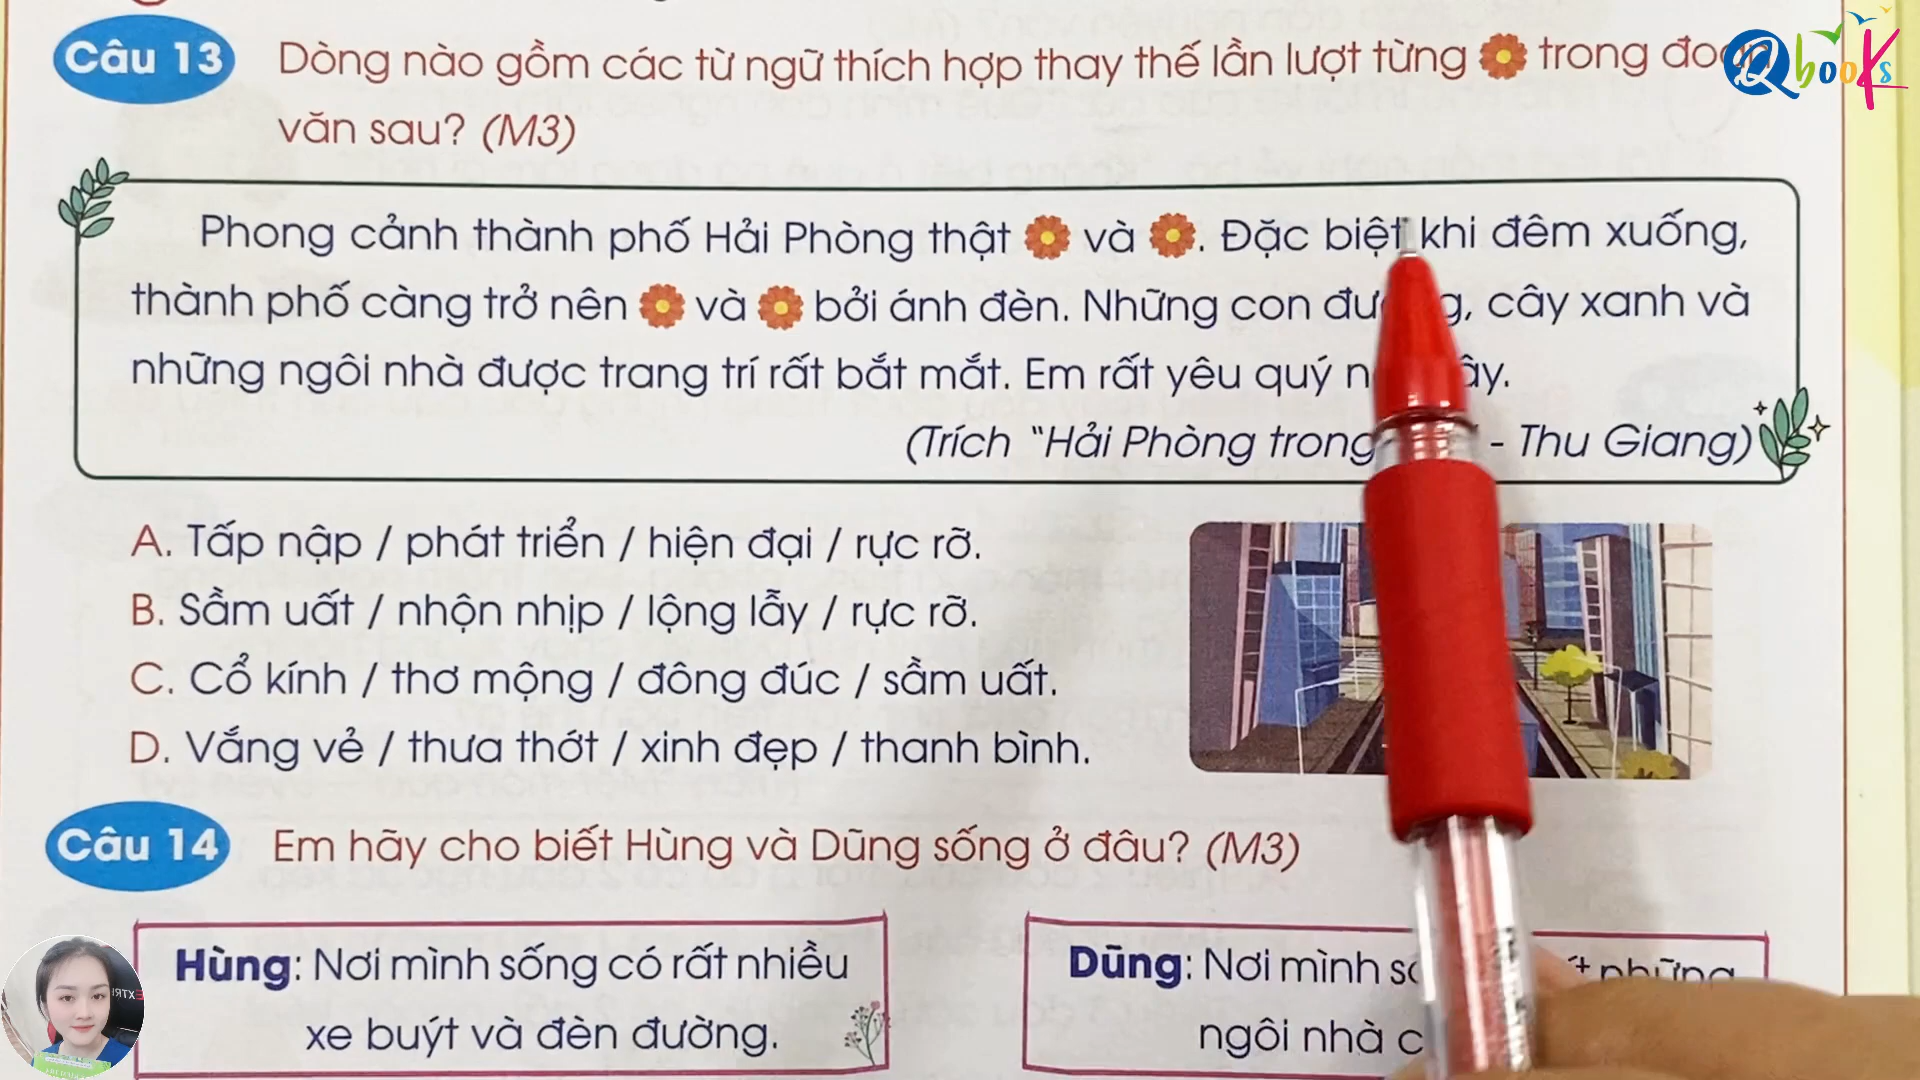 Câu 13 Dòng nào gồm các từ ngữ thích hợp thay thế lần lượt từng trong đoạn
văn sau? (M3)
QbooKs
Phong cảnh thành phố Hải Phòng thật và . Đặc biệt khi đêm xuống,
thành phố càng trở nên và bởi ánh đèn. Những con cây xanh và
những ngôi nhà được trang trí rất bắt mắt. Em rất yêu quý
(Trích "Hải Phòng trong - Thu Giang)
A. Tấp nập / phát triển / hiện đại / rực rỡ.
B. Sầm uất / nhộn nhịp / lộng lẫy / rực rỡ.
C. Cổ kính / thơ mộng / đông đúc / sầm uất.
D. Vắng vẻ / thưa thớt / xinh đẹp / thanh bình.
Câu 14 Em hãy cho biết Hùng và Dũng sống ở đâu? (M3)
Hùng: Nơi mình sống có rất nhiều
xe buýt và đèn đường.
Dũng: Nơi mình những
ngôi nhà